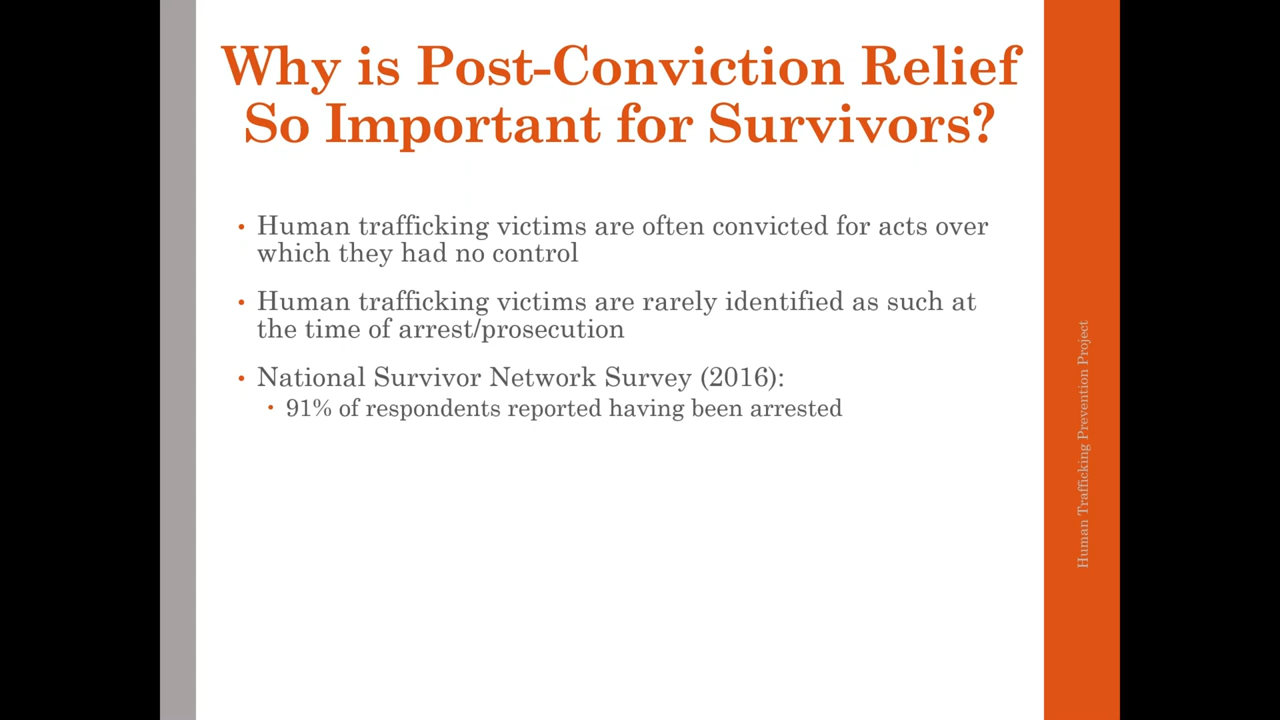 Why is Post-Conviction Relief
So Important for Survivors?
• Human trafficking victims are often convicted for acts over
which they had no control
• Human trafficking victims are rarely identified as such at
the time of arrest/prosecution
• National Survivor Network Survey (2016):
• 91% of respondents reported having been arrested
Human Trafficking Prevention Project